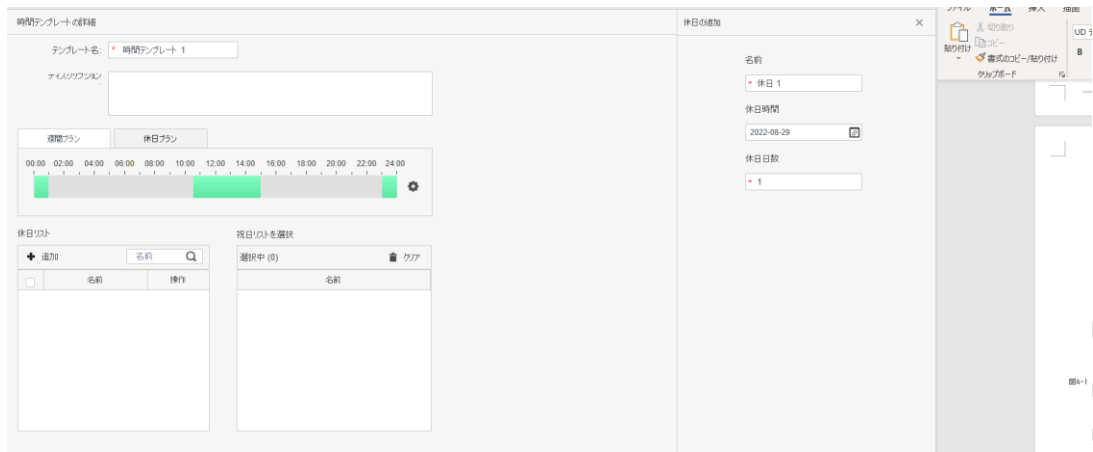 時間テンプレートの詳細
テンプレート名: * 時間テンプレート 1
ディスクリプション:
週間プラン
休日プラン
00:00 02:00 04:00 06:00 08:00 10:00 12:00 14:00 16:00 18:00 20:00 22:00 24:00
休日リスト
追加
名前
名前
操作
祝日リストを選択
選択中 (0)
クリア
名前
休日の追加
名前
* 休日 1
休日時間
2022-08-29
休日日数
* 1
ファイル ホーム 挿入 描画
貼り付け
切り取り
コピー
書式のコピー/貼り付け
クリップボード
UD
B
図4-1